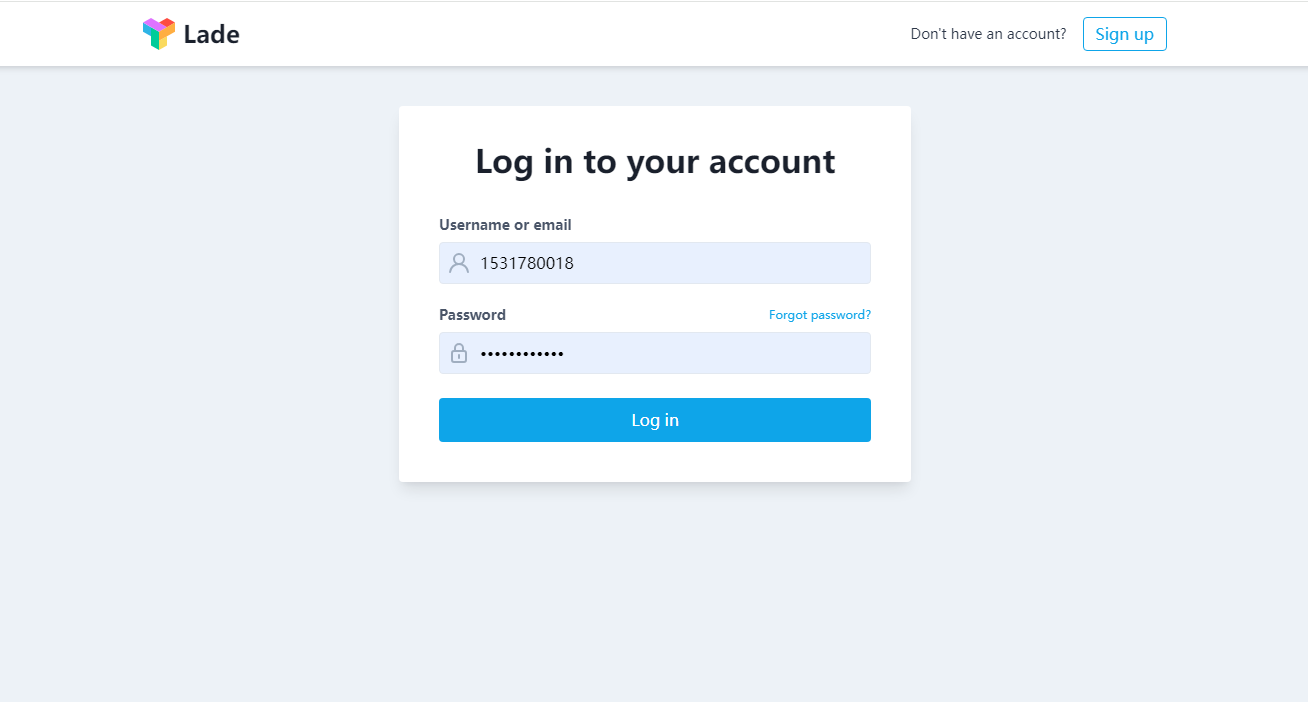 Lade
Don't have an account?
Sign up
Log in to your account
Username or email
1531780018
Password
Forgot password?
••••••••••••
Log in